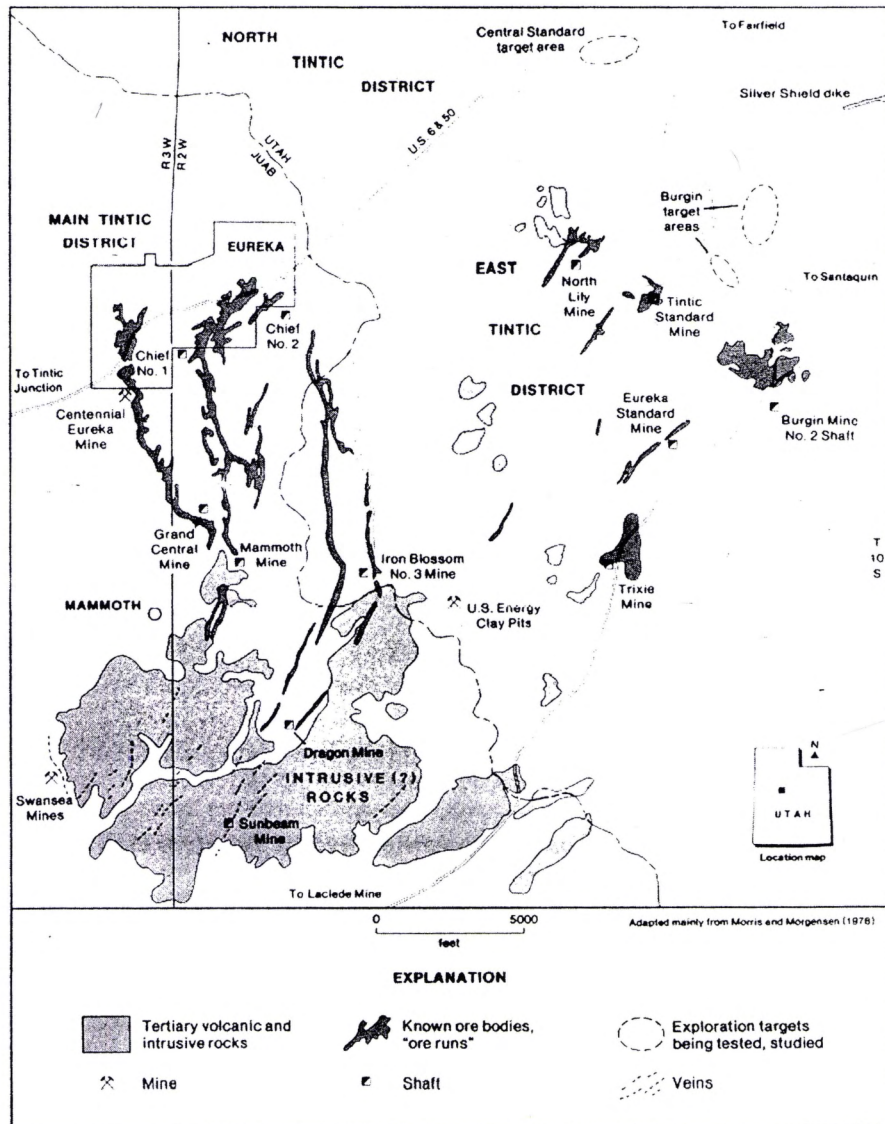 NORTH
TINTIC
DISTRICT
Central Standard
target area
To Fairfield
Silver Shield dike
U.S. 6 & 50
UTAH
JUAB
R3W
R2W
MAIN TINTIC
DISTRICT
EUREKA
Burgin
target
areas
EAST
TINTIC
DISTRICT
North
Lily
Mine
To Santaquin
Tintic
Standard
Mine
Chief
No. 1
Chief
No. 2
To Tintic
Junction
Centennial
Eureka
Mine
Eureka
Standard
Mine
Burgin Mine
No. 2 Shaft
Grand
Central
Mine
Mammoth
Mine
Iron Blossom
No. 3 Mine
T
10
S
MAMMOTH
U.S. Energy
Clay Pits
Trixie
Mine
Dragon Mine
INTRUSIVE (?)
ROCKS
Swansea
Mines
Sunbeam
Mine
N
UTAH
Location map
To Laclede Mine
0 5000
feet
Adapted mainly from Morris and Morgensen (1978)
EXPLANATION
Tertiary volcanic and
intrusive rocks
Known ore bodies,
"ore runs"
Exploration targets
being tested, studied
Mine
Shaft
Veins